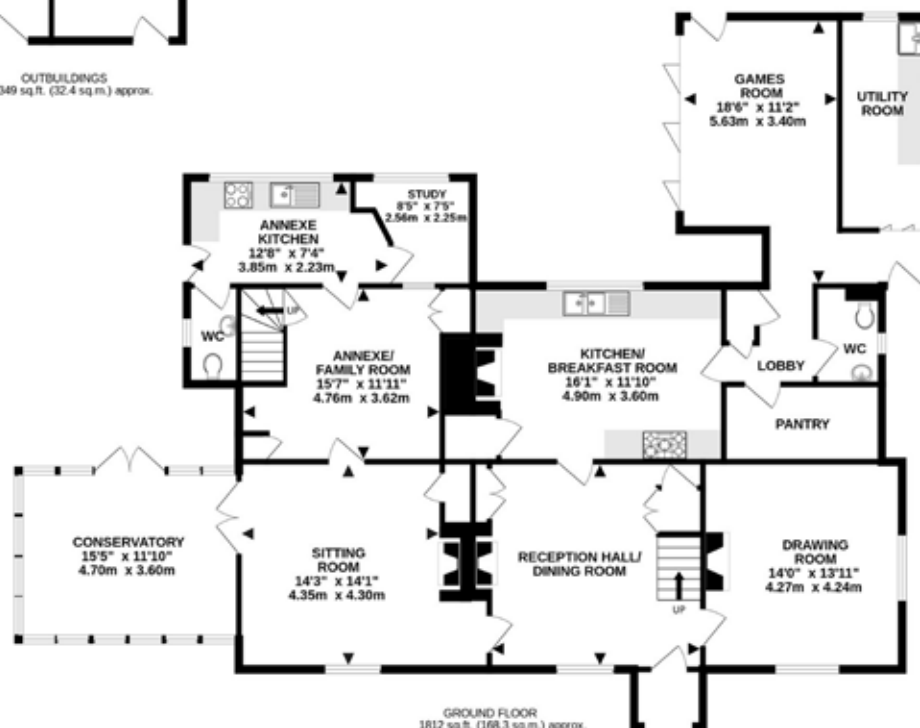 OUTBUILDINGS
349 sq.ft. (32.4 sq.m.) approx.
GAMES
ROOM
18'6" x 11'2"
5.63m x 3.40m
UTILITY
ROOM
STUDY
8'5" x 7'5"
2.56m x 2.25m
ANNEXE
KITCHEN
12'8" x 7'4"
3.85m x 2.23m
UP
WC
ANNEXE/
FAMILY ROOM
15'7" x 11'11"
4.76m x 3.62m
KITCHEN/
BREAKFAST ROOM
16'1" x 11'10"
4.90m x 3.60m
LOBBY
WC
PANTRY
CONSERVATORY
15'5" x 11'10"
4.70m x 3.60m
SITTING
ROOM
14'3" x 14'1"
4.35m x 4.30m
RECEPTION HALL/
DINING ROOM
UP
DRAWING
ROOM
14'0" x 13'11"
4.27m x 4.24m
GROUND FLOOR
1812 sq.ft. (168.3 sq.m.) approx.